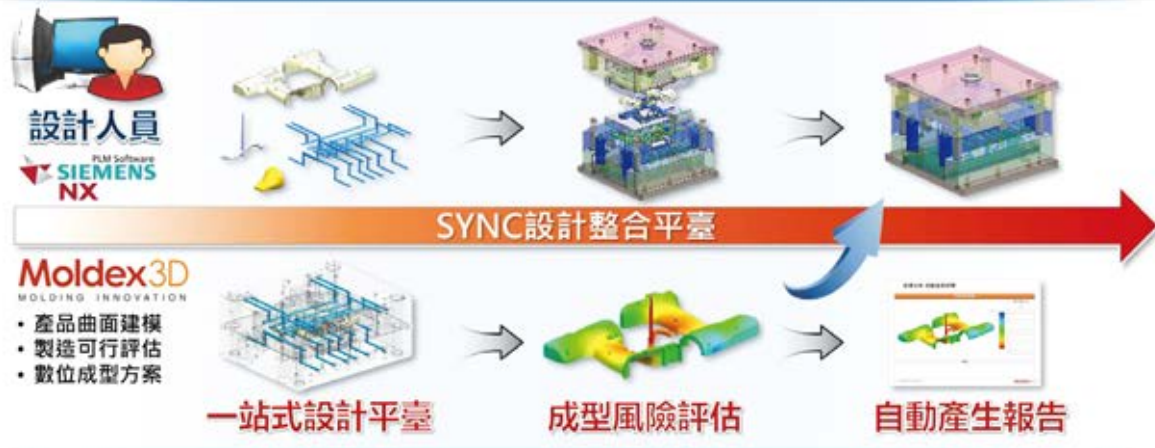 設計人員
PLM Software
SIEMENS
NX
SYNC設計整合平臺
Moldex3D
MOLDING INNOVATION
• 產品曲面建模
• 製造可行評估
• 數位成型方案
一站式設計平臺
成型風險評估
自動產生報告